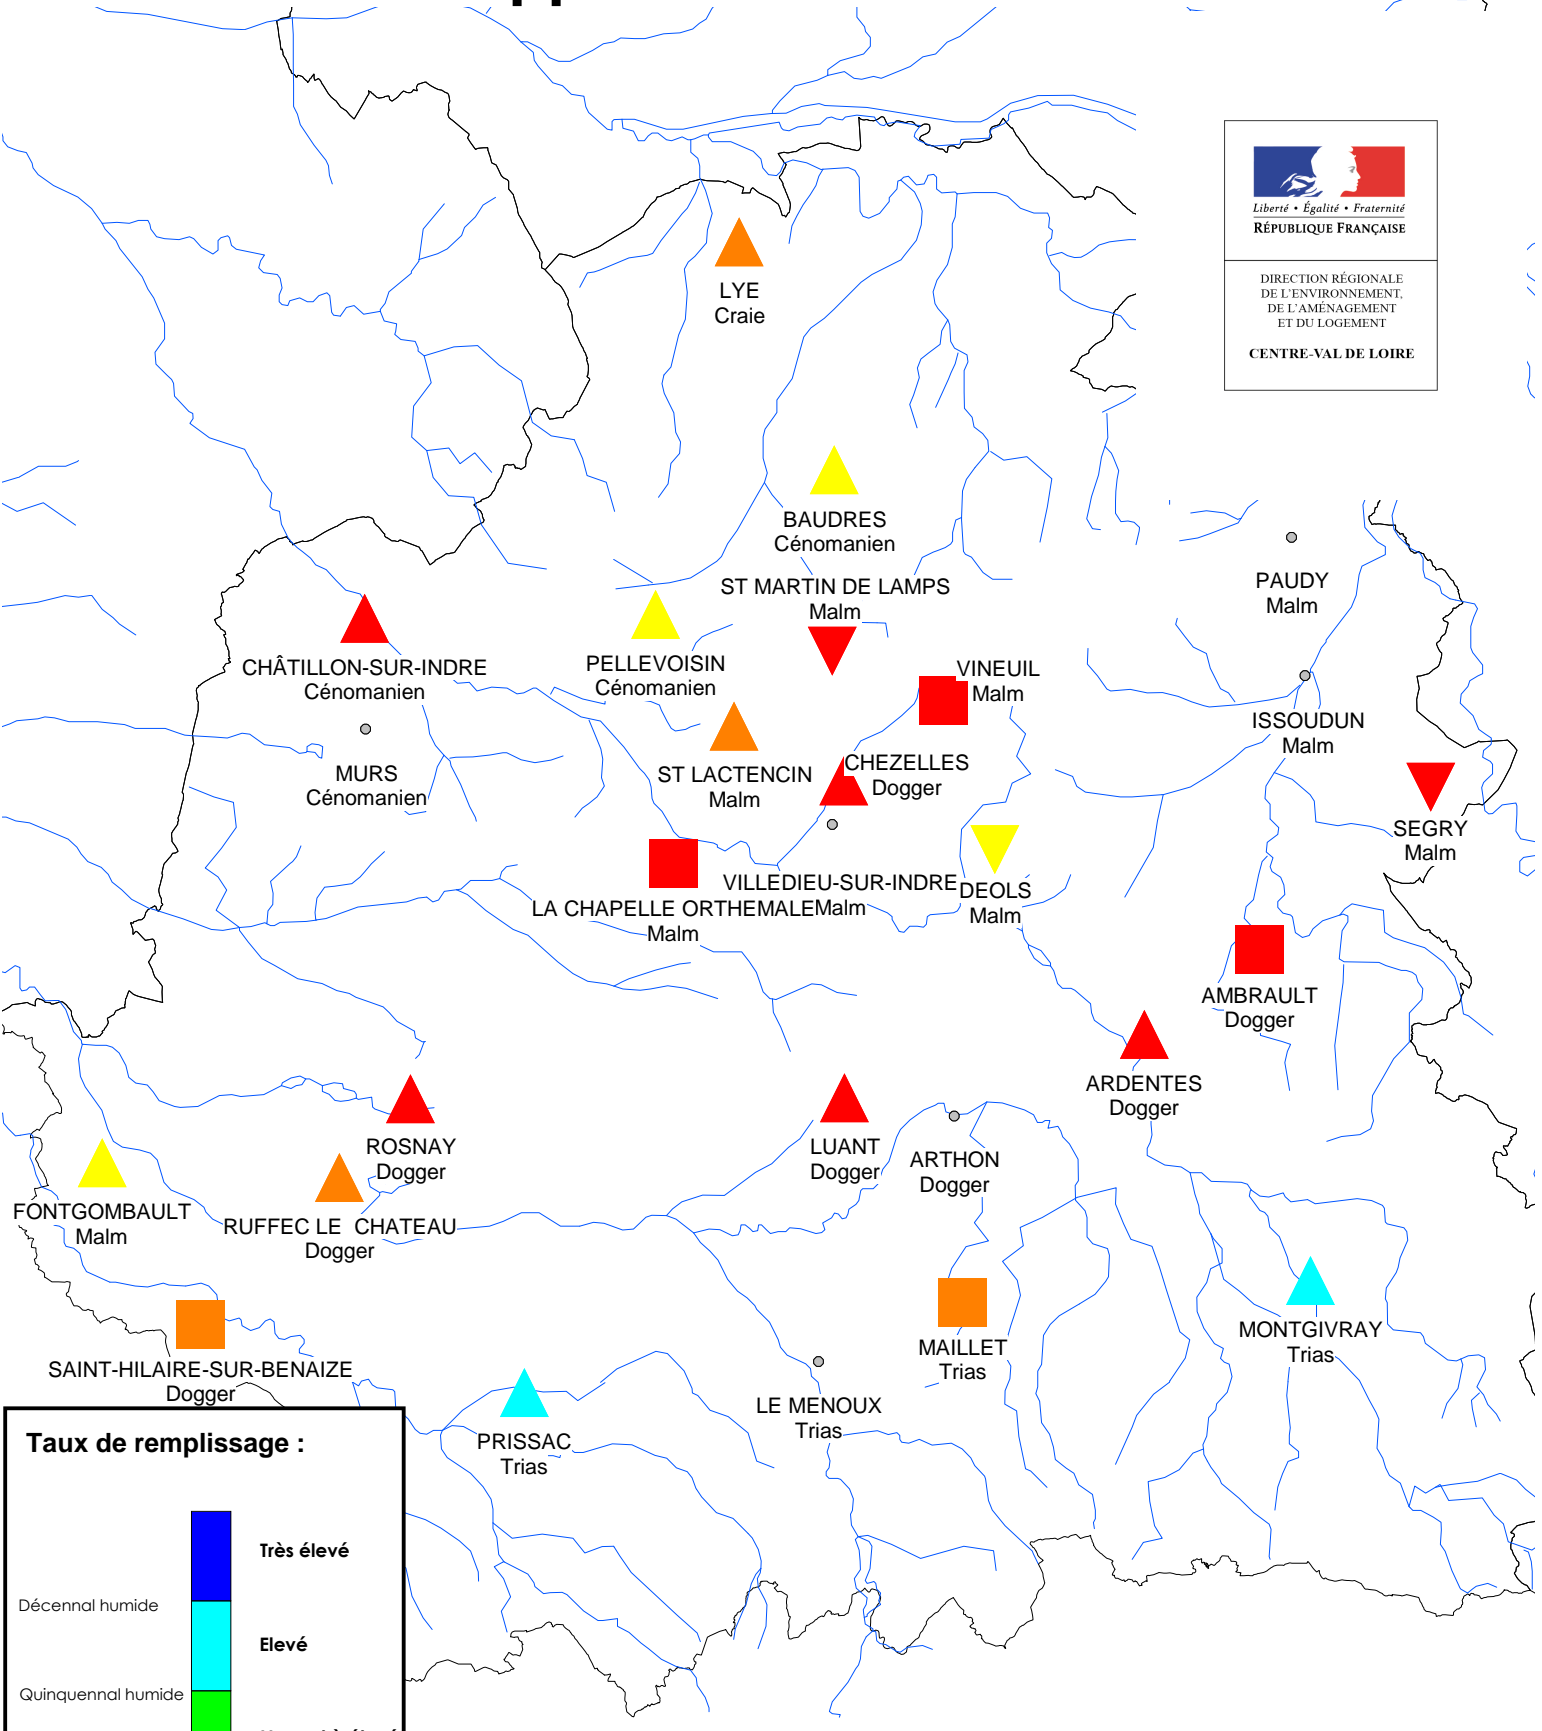 Liberté • Égalité • Fraternité
RÉPUBLIQUE FRANÇAISE
DIRECTION RÉGIONALE
DE L'ENVIRONNEMENT,
DE L'AMÉNAGEMENT
ET DU LOGEMENT
CENTRE-VAL DE LOIRE
LYE
Craie
BAUDRES
Cénomanien
ST MARTIN DE LAMPS
Malm
PAUDY
Malm
CHÂTILLON-SUR-INDRE
Cénomanien
PELLEVOISIN
Cénomanien
VINEUIL
Malm
ISSOUDUN
Malm
MURS
Cénomanien
ST LACTENCIN
Malm
CHEZELLES
Dogger
SEGRY
Malm
VILLEDIEU-SUR-INDRE
Malm
DEOLS
Malm
LA CHAPELLE ORTHEMALE
Malm
AMBRAULT
Dogger
ARDENTES
Dogger
ROSNAY
Dogger
LUANT
Dogger
ARTHON
Dogger
FONTGOMBAULT
Malm
RUFFEC LE  CHATEAU
Dogger
MAILLET
Trias
MONTGIVRAY
Trias
SAINT-HILAIRE-SUR-BENAIZE
Dogger
LE MENOUX
Trias
PRISSAC
Trias
Taux de remplissage :
Très élevé
Décennal humide
Elevé
Quinquennal humide